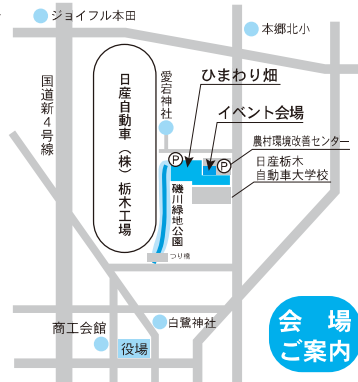 ジョイフル本田
本郷北小
国道新4号線
日産自動車(株)栃木工場
愛宕神社
ひまわり畑
イベント会場
P
P
農村環境改善センター
日産栃木
自動車大学校
磯川緑地公園
つり橋
商工会館
役場
白鷺神社
会場
ご案内